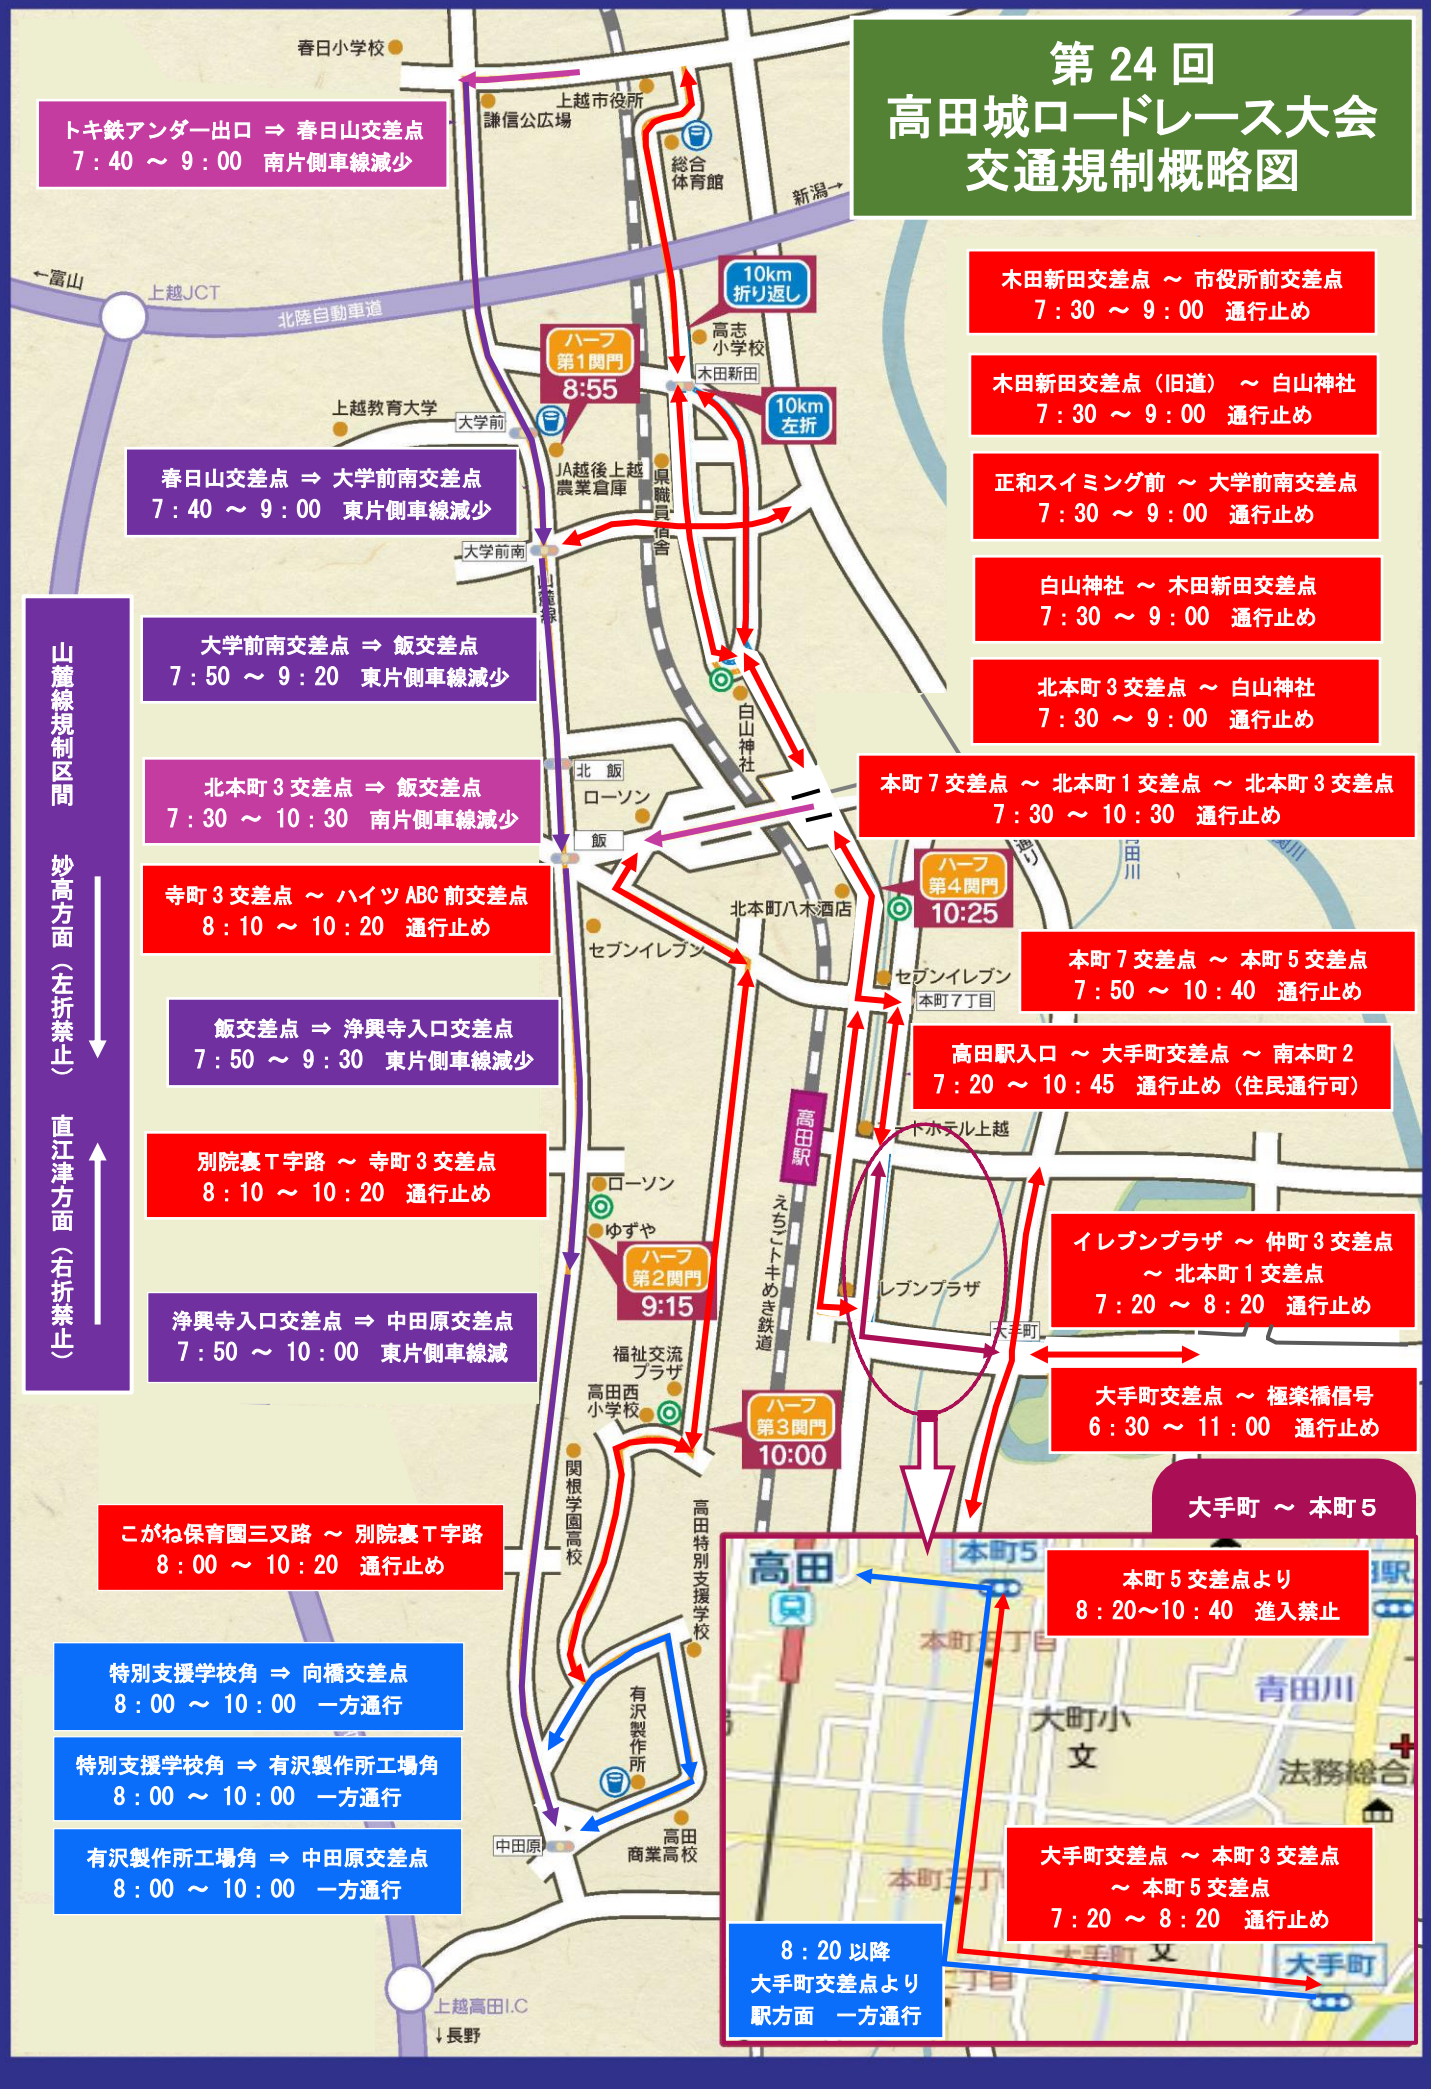 第 24 回
高田城ロードレース大会
交通規制概略図
春日小学校
謙信公広場
上越市役所
総合
体育館
新潟→
←富山
上越JCT
北陸自動車道
トキ鉄アンダー出口 ⇒ 春日山交差点
7：40 ～ 9：00 南片側車線減少
10km
折り返し
高志
小学校
木田新田
10km
左折
ハーフ
第1関門
8:55
上越教育大学
大学前
JA越後上越
農業倉庫
県職員宿舎
大学前南
山麓線
木田新田交差点 ～ 市役所前交差点
7：30 ～ 9：00 通行止め
木田新田交差点（旧道） ～ 白山神社
7：30 ～ 9：00 通行止め
正和スイミング前 ～ 大学前南交差点
7：30 ～ 9：00 通行止め
白山神社 ～ 木田新田交差点
7：30 ～ 9：00 通行止め
北本町 3 交差点 ～ 白山神社
7：30 ～ 9：00 通行止め
本町 7 交差点 ～ 北本町 1 交差点 ～ 北本町 3 交差点
7：30 ～ 10：30 通行止め
春日山交差点 ⇒ 大学前南交差点
7：40 ～ 9：00 東片側車線減少
大学前南交差点 ⇒ 飯交差点
7：50 ～ 9：20 東片側車線減少
北本町 3 交差点 ⇒ 飯交差点
7：30 ～ 10：30 南片側車線減少
寺町 3 交差点 ～ ハイツ ABC 前交差点
8：10 ～ 10：20 通行止め
飯交差点 ⇒ 浄興寺入口交差点
7：50 ～ 9：30 東片側車線減少
別院裏Ｔ字路 ～ 寺町 3 交差点
8：10 ～ 10：20 通行止め
浄興寺入口交差点 ⇒ 中田原交差点
7：50 ～ 10：00 東片側車線減
山麓線規制区間
妙高方面（左折禁止）
直江津方面（右折禁止）
白山神社
北　飯
ローソン
飯
北本町八木酒店
セブンイレブン
ハーフ
第4関門
10:25
通り
田川
関川
セブンイレブン
本町7丁目
本町 7 交差点 ～ 本町 5 交差点
7：50 ～ 10：40 通行止め
高田駅入口 ～ 大手町交差点 ～ 南本町 2
7：20 ～ 10：45 通行止め（住民通行可）
高田駅
えちごトキめき鉄道
ートホテル上越
レブンプラザ
大手町
イレブンプラザ ～ 仲町 3 交差点
～ 北本町 1 交差点
7：20 ～ 8：20 通行止め
大手町交差点 ～ 極楽橋信号
6：30 ～ 11：00 通行止め
ローソン
ゆずや
ハーフ
第2関門
9:15
福祉交流
プラザ
高田西
小学校
ハーフ
第3関門
10:00
関根学園高校
高田特別支援学校
こがね保育園三又路 ～ 別院裏Ｔ字路
8：00 ～ 10：20 通行止め
特別支援学校角 ⇒ 向橋交差点
8：00 ～ 10：00 一方通行
特別支援学校角 ⇒ 有沢製作所工場角
8：00 ～ 10：00 一方通行
有沢製作所工場角 ⇒ 中田原交差点
8：00 ～ 10：00 一方通行
有沢製作所
中田原
高田
商業高校
上越高田I.C
↓長野
大手町 ～ 本町 5
高田
本町5
駅
本町 5 交差点より
8：20～10：40 進入禁止
本町五丁目
青田川
大町小
文
法務総合
大手町交差点 ～ 本町 3 交差点
～ 本町 5 交差点
7：20 ～ 8：20 通行止め
本町三丁
大手町
文
丁目
大手町
8：20 以降
大手町交差点より
駅方面 一方通行